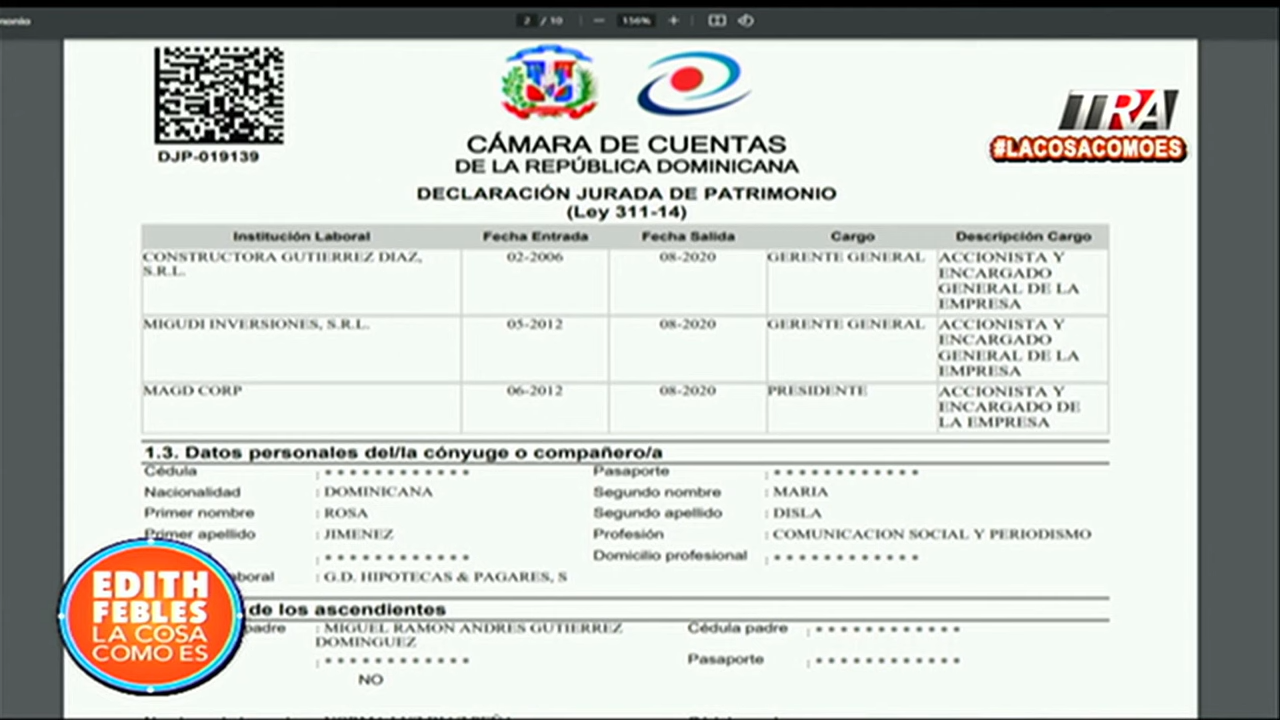 monio
2 / 10
156%
DJP-019139
CÁMARA DE CUENTAS
DE LA REPÚBLICA DOMINICANA
DECLARACIÓN JURADA DE PATRIMONIO
(Ley 311-14)
TRA
#LACOSACOMOES
Institución Laboral Fecha Entrada Fecha Salida Cargo Descripción Cargo
CONSTRUCTORA GUTIERREZ DIAZ, 02-2006 08-2020 GERENTE GENERAL ACCIONISTA Y
S.R.L. ENCARGADO
GENERAL DE LA
EMPRESA
MIGUDI INVERSIONES, S.R.L. 05-2012 08-2020 GERENTE GENERAL ACCIONISTA Y
ENCARGADO
GENERAL DE LA
EMPRESA
MAGD CORP 06-2012 08-2020 PRESIDENTE ACCIONISTA Y
ENCARGADO DE
LA EMPRESA
1.3. Datos personales del/la cónyuge o compañero/a
Cédula : * * * * * * * * * * * * Pasaporte : * * * * * * * * * * * *
Nacionalidad : DOMINICANA Segundo nombre : MARIA
Primer nombre : ROSA Segundo apellido : DISLA
Primer apellido : JIMENEZ Profesión : COMUNICACION SOCIAL Y PERIODISMO
: * * * * * * * * * * * * Domicilio profesional : * * * * * * * * * * * *
boral : G.D. HIPOTECAS & PAGARES, S
de los ascendientes
padre : MIGUEL RAMON ANDRES GUTIERREZ Cédula padre : * * * * * * * * * * * *
DOMINGUEZ
: * * * * * * * * * * * * Pasaporte : * * * * * * * * * * * *
NO
EDITH
FEBLES
LA COSA
COMO ES